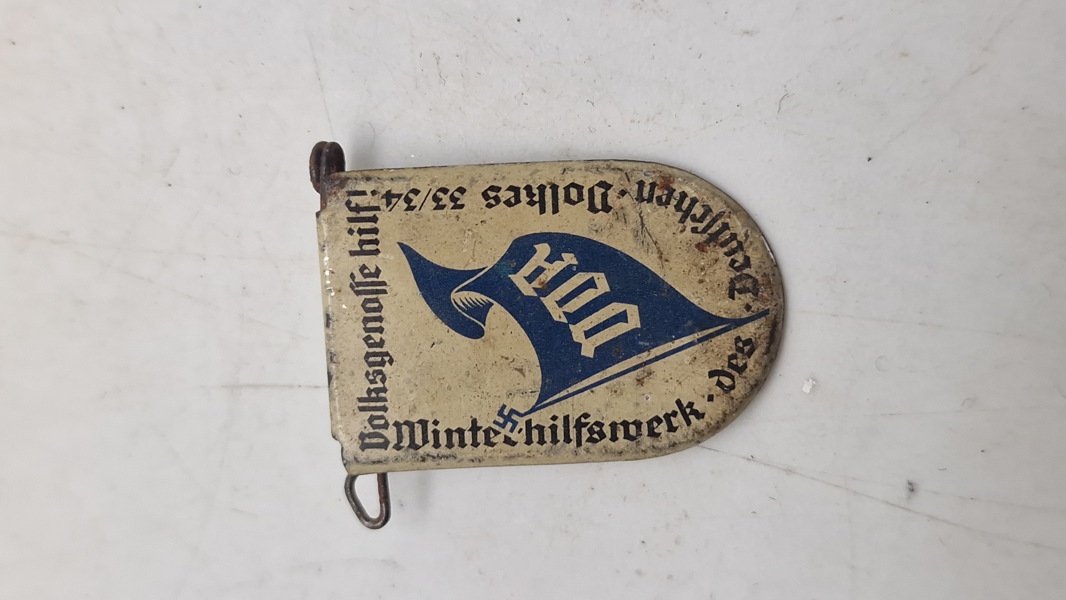 Volksgenosse hilf!
Winterhilfswerk · des · Deutschen · Volkes 33/34
VDA